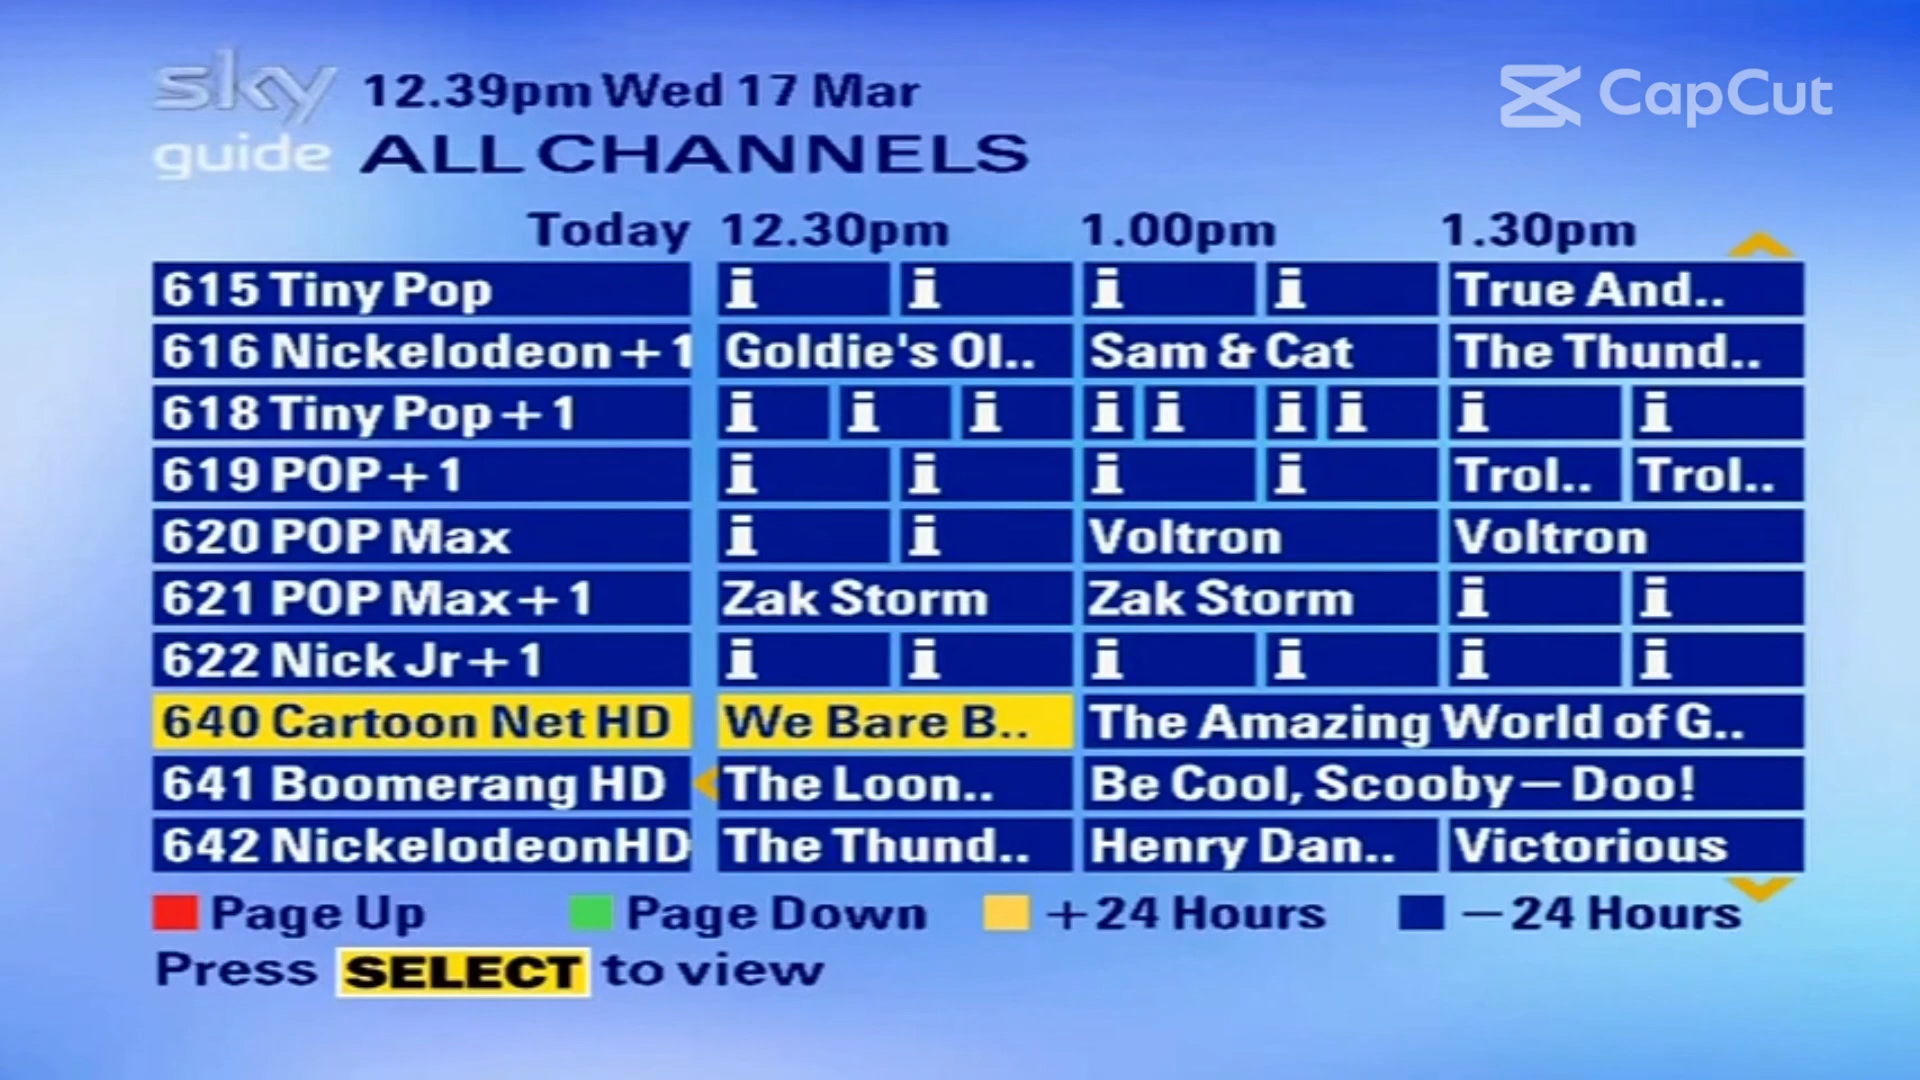 sky 12.39pm Wed 17 Mar
CapCut
guide ALL CHANNELS
Today 12.30pm 1.00pm 1.30pm
615 Tiny Pop i i i i True And..
616 Nickelodeon+1 Goldie's Ol.. Sam & Cat The Thund..
618 Tiny Pop+1 i i i i i i i i i
619 POP+1 i i i i Trol.. Trol..
620 POP Max i i Voltron Voltron
621 POP Max+1 Zak Storm Zak Storm i i
622 Nick Jr+1 i i i i i i
640 Cartoon Net HD We Bare B.. The Amazing World of G..
641 Boomerang HD The Loon.. Be Cool, Scooby–Doo!
642 NickelodeonHD The Thund.. Henry Dan.. Victorious
Page Up Page Down +24 Hours –24 Hours
Press SELECT to view